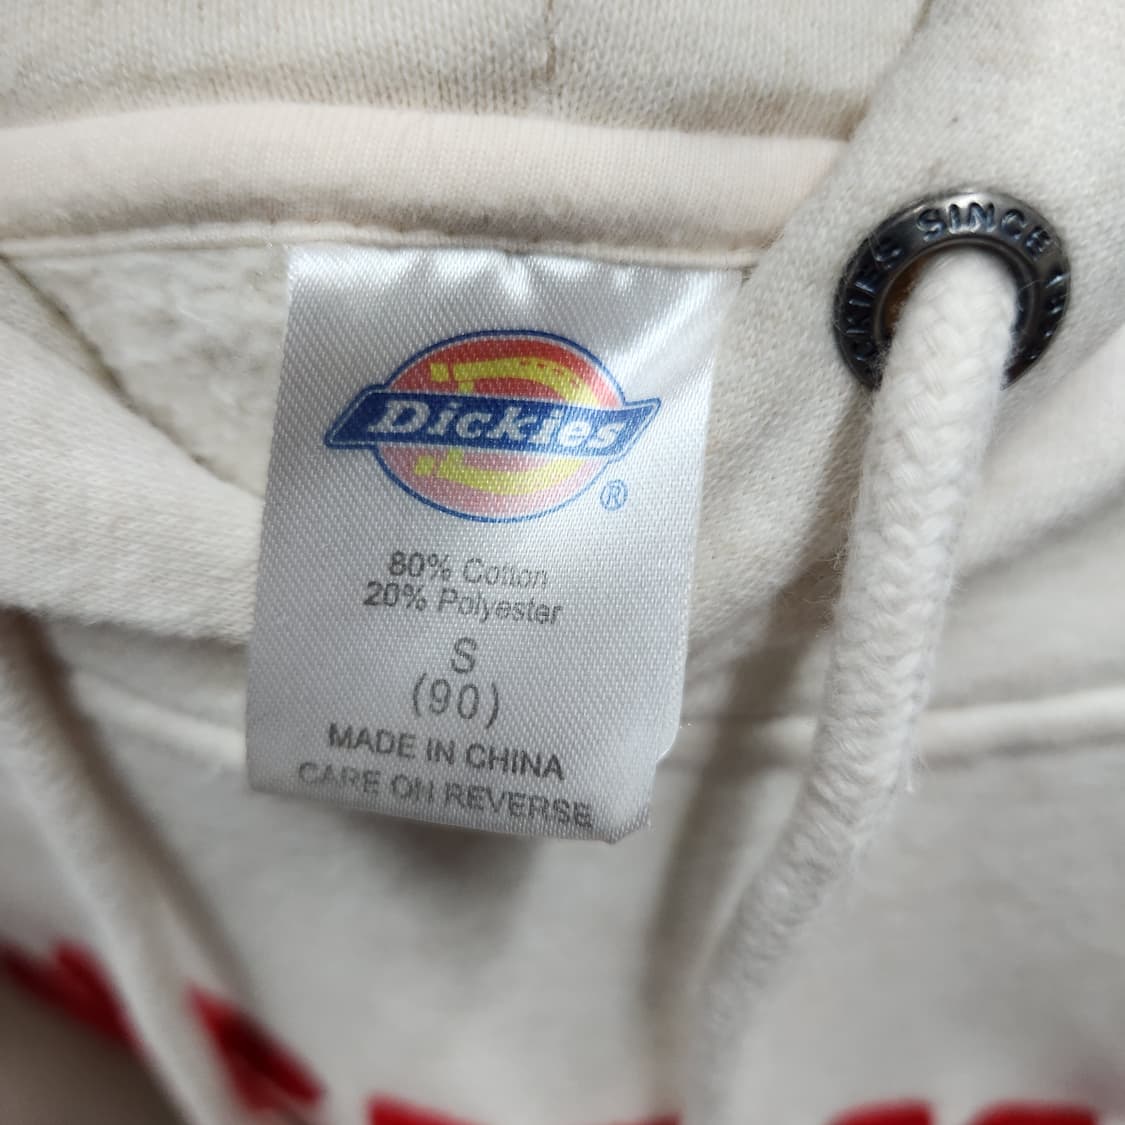 Dickies
®
80% Cotton
20% Polyester
S
(90)
MADE IN CHINA
CARE ON REVERSE
SINCE